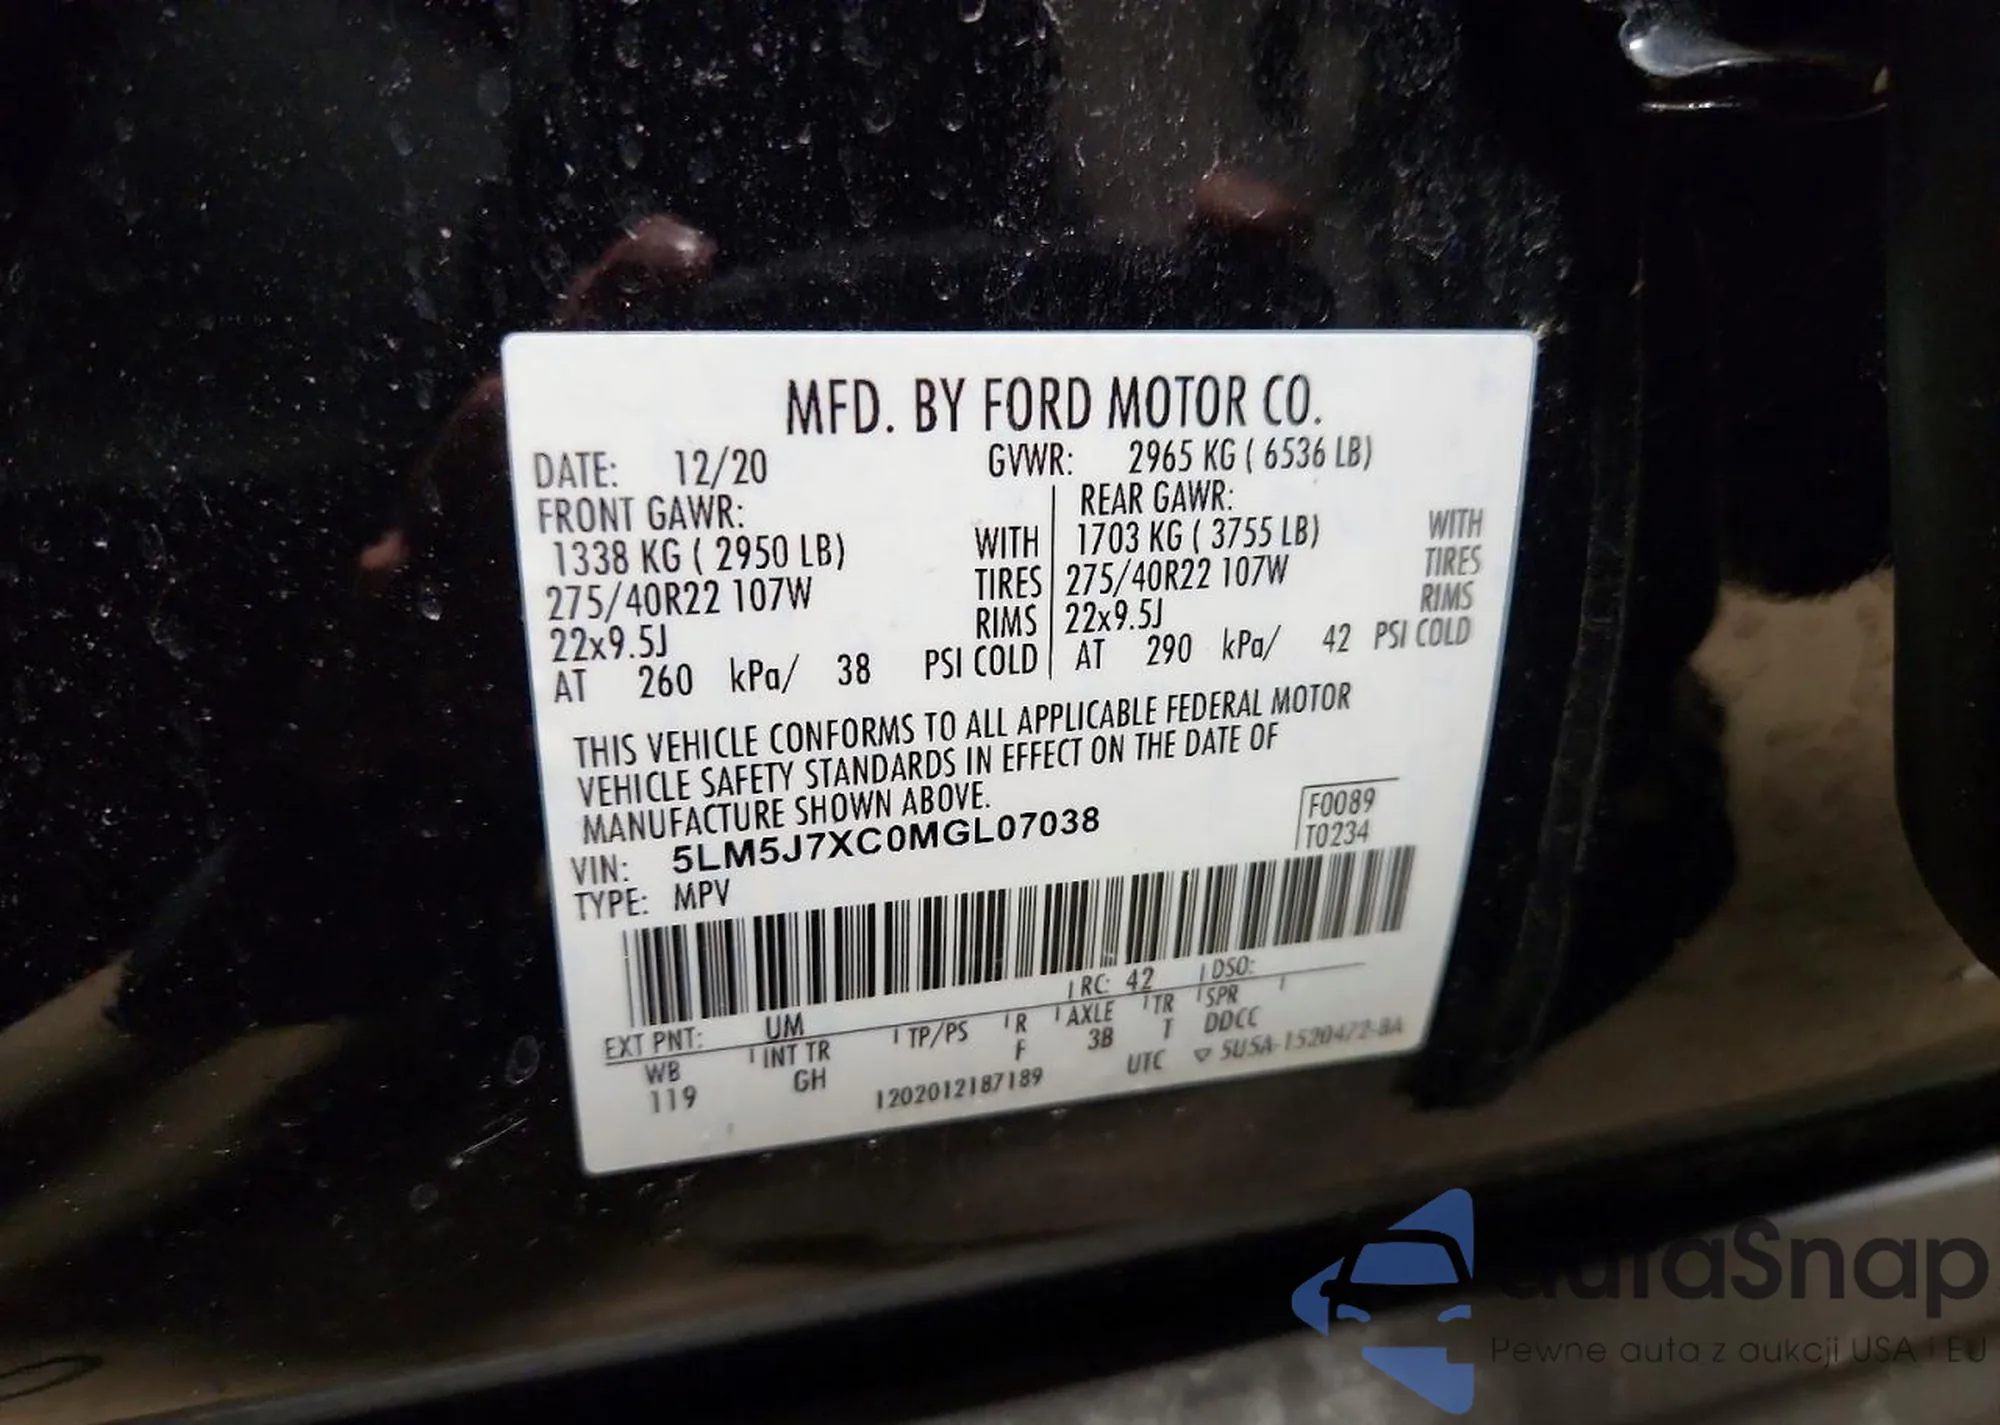 MFD. BY FORD MOTOR CO.
DATE: 12/20 GVWR: 2965 KG ( 6536 LB)
FRONT GAWR: REAR GAWR:
1338 KG ( 2950 LB) WITH 1703 KG ( 3755 LB) WITH
275/40R22 107W TIRES 275/40R22 107W TIRES
22x9.5J RIMS 22x9.5J RIMS
AT 260 kPa/ 38 PSI COLD AT 290 kPa/ 42 PSI COLD
THIS VEHICLE CONFORMS TO ALL APPLICABLE FEDERAL MOTOR
VEHICLE SAFETY STANDARDS IN EFFECT ON THE DATE OF
MANUFACTURE SHOWN ABOVE.
F0089
VIN: 5LM5J7XC0MGL07038 T0234
TYPE: MPV
EXT PNT: UM RC: 42 DSO:
WB INT TR TP/PS R AXLE TR SPR
119 GH F 3B T DDCC
1202012187189 UTC ▽ 5U5A-1520472-BA
autaSnap
Pewne auta z aukcji USA i EU